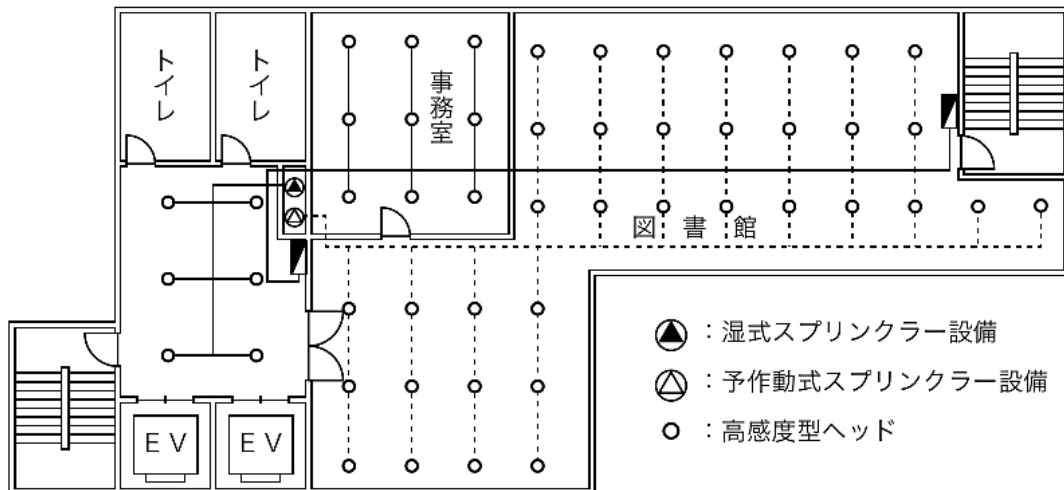 トイレ
トイレ
事務室
図書館
EV
EV
：湿式スプリンクラー設備
：予作動式スプリンクラー設備
：高感度型ヘッド